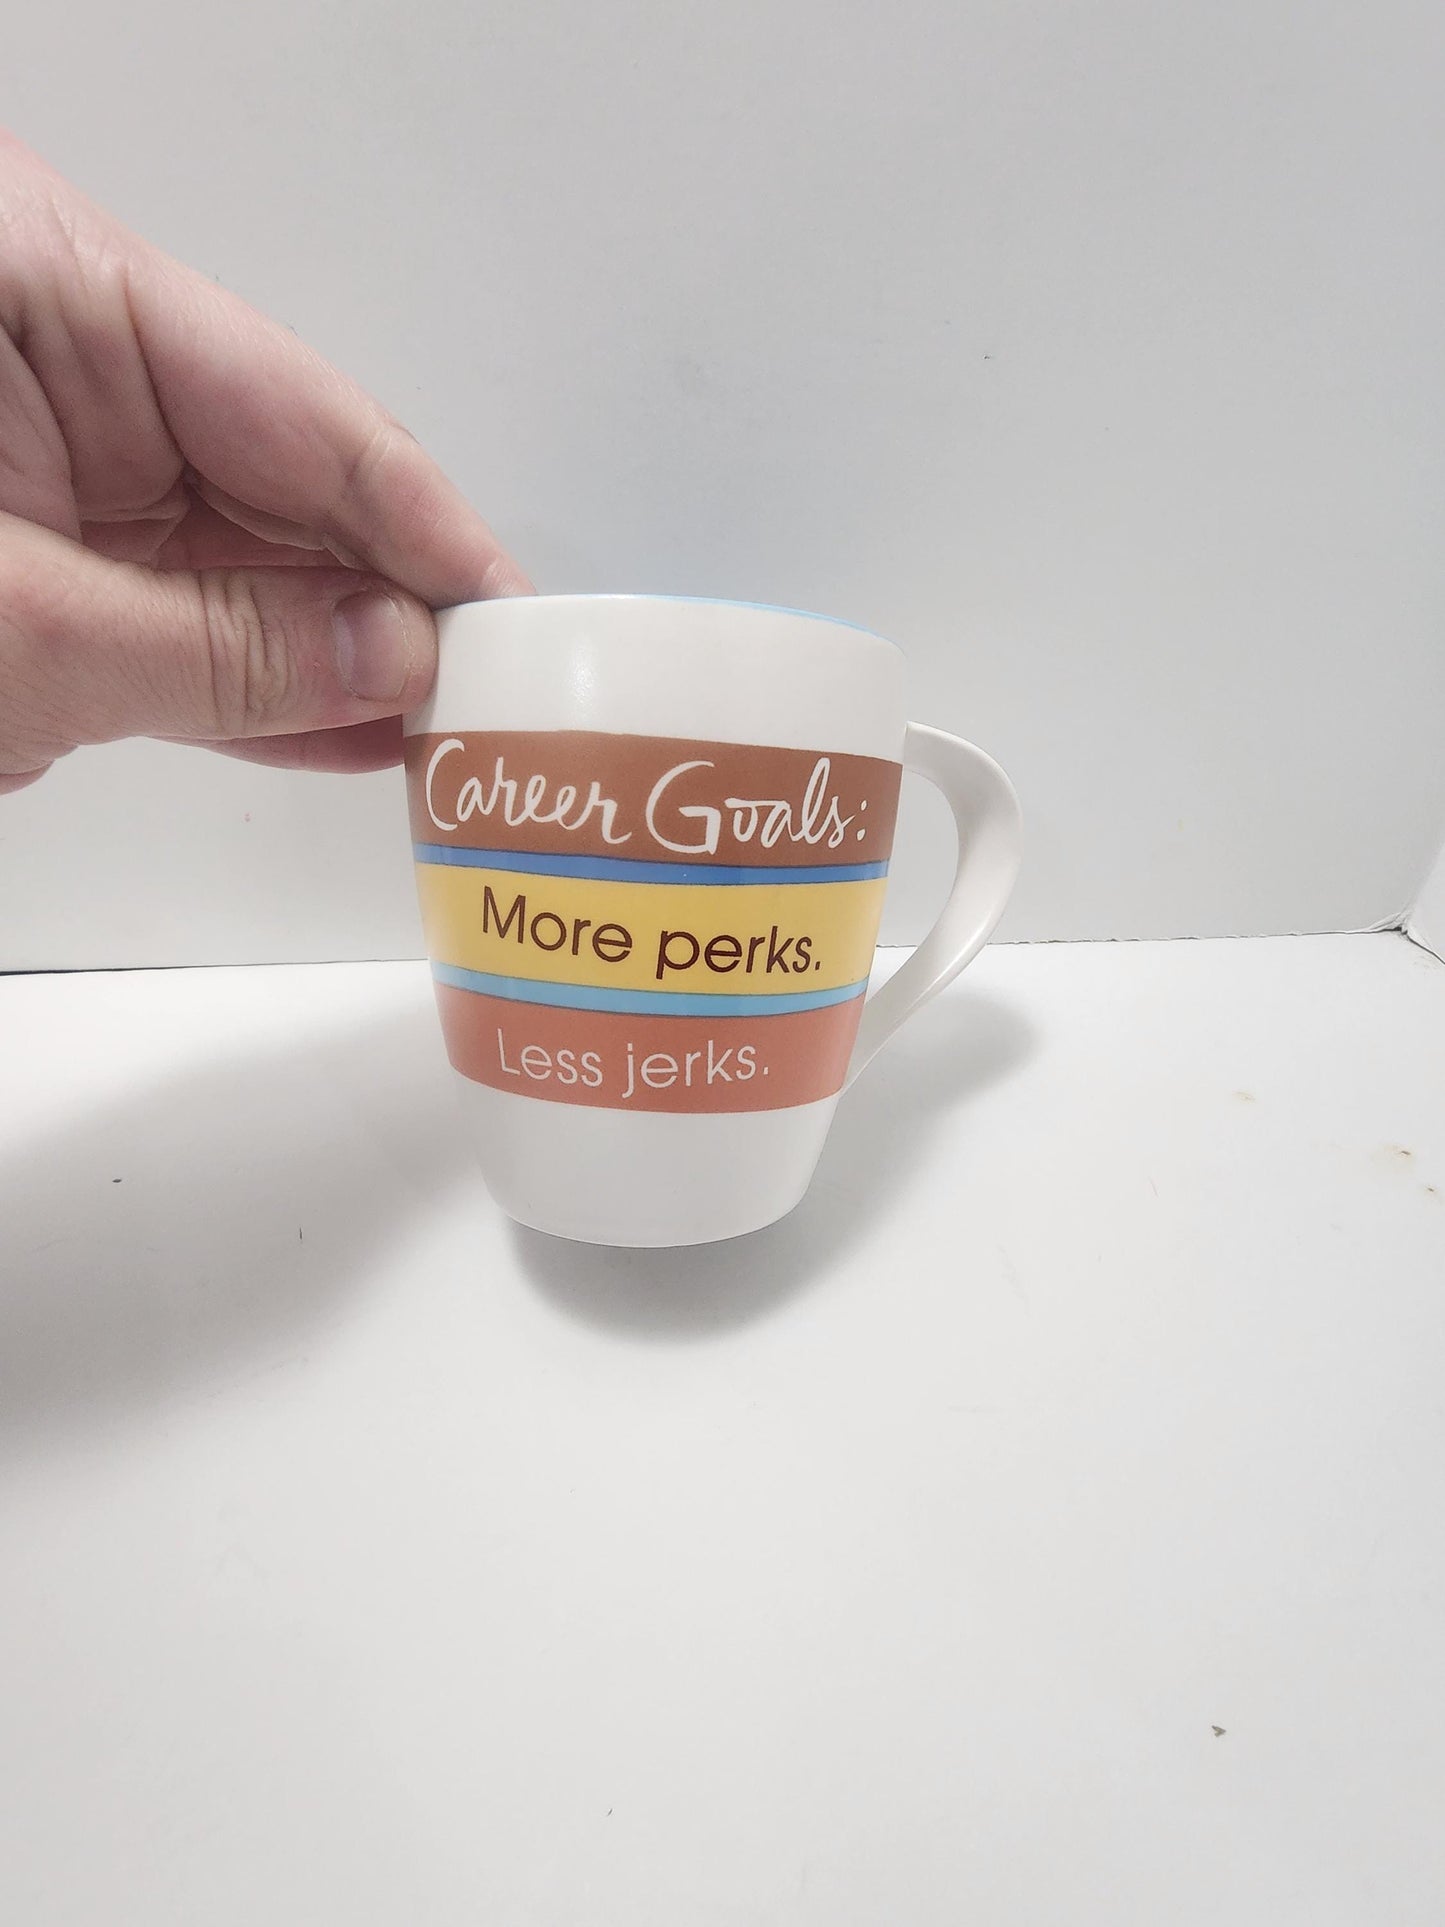 Career Goals:
More perks.
Less jerks.